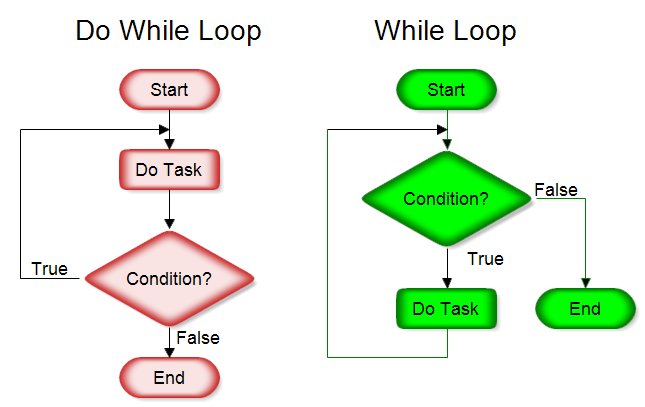 Do While Loop
Start
Do Task
Condition?
True
False
End
While Loop
Start
Condition?
False
True
Do Task
End